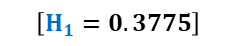 [H₁ = 0.3775]